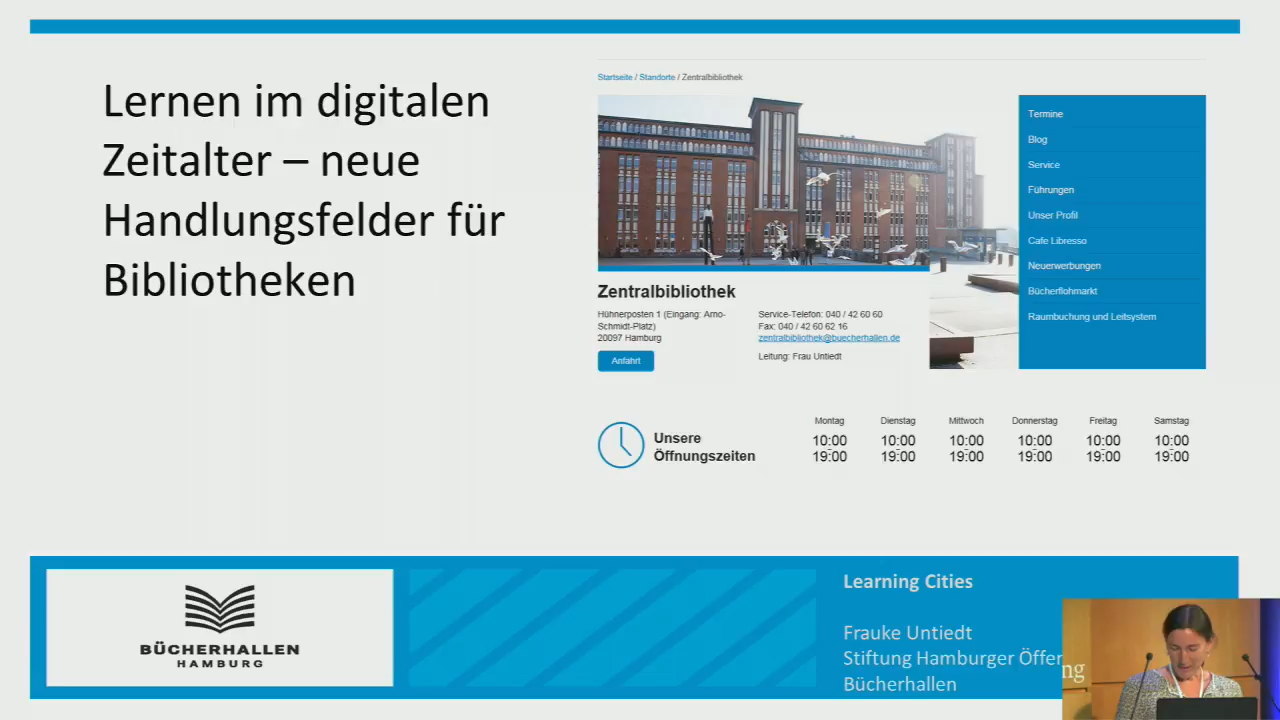 Lernen im digitalen
Zeitalter – neue
Handlungsfelder für
Bibliotheken
Startseite / Standorte / Zentralbibliothek
Termine
Blog
Service
Führungen
Unser Profil
Cafe Libresso
Neuerwerbungen
Bücherflohmarkt
Raumbuchung und Leitsystem
Zentralbibliothek
Hühnerposten 1 (Eingang: Arno-
Schmidt-Platz)
20097 Hamburg
Anfahrt
Service-Telefon: 040 / 42 60 60
Fax: 040 / 42 60 62 16
zentralbibliothek@buecherhallen.de
Leitung: Frau Untiedt
Unsere
Öffnungszeiten
Montag Dienstag Mittwoch Donnerstag Freitag Samstag
10:00 10:00 10:00 10:00 10:00 10:00
- - - - - -
19:00 19:00 19:00 19:00 19:00 19:00
BÜCHERHALLEN
HAMBURG
Learning Cities
Frauke Untiedt
Stiftung Hamburger Öffen
Bücherhallen
ng